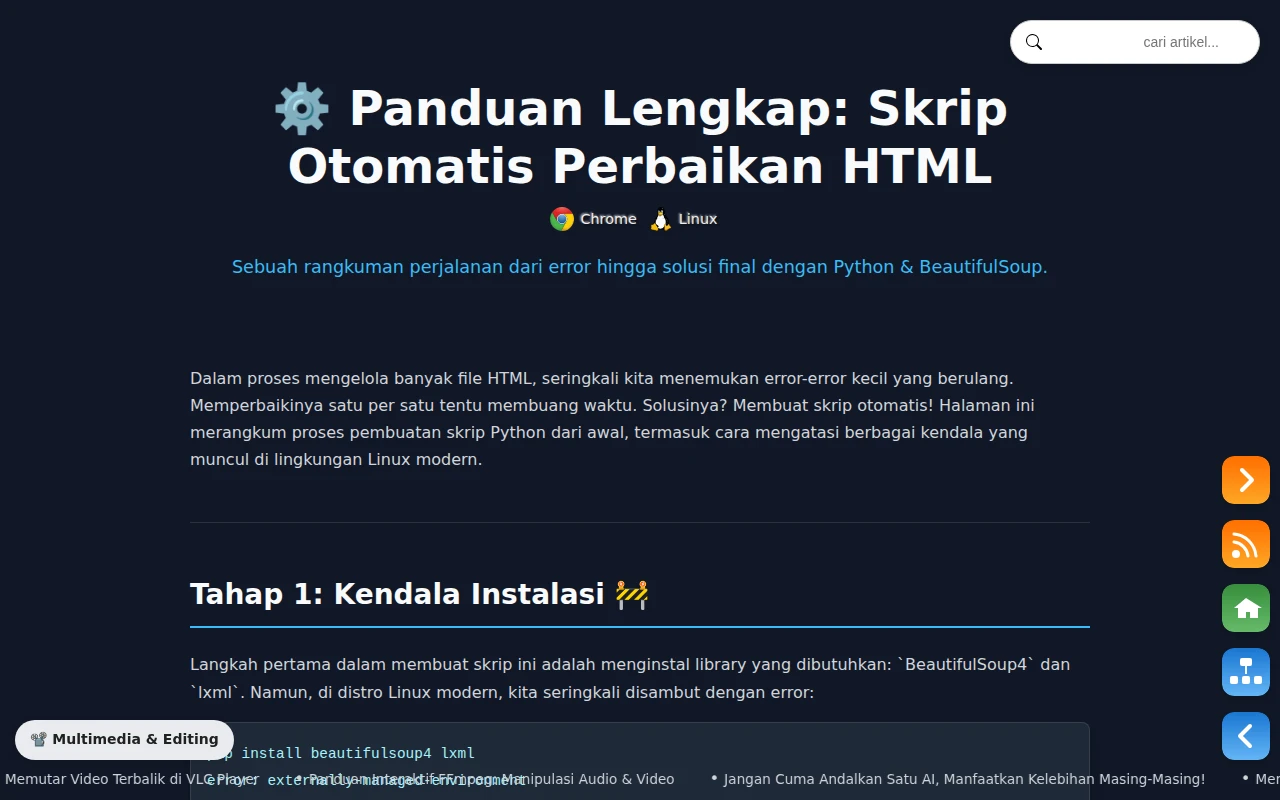 cari artikel...
⚙️ Panduan Lengkap: Skrip
Otomatis Perbaikan HTML
Chrome Linux
Sebuah rangkuman perjalanan dari error hingga solusi final dengan Python & BeautifulSoup.
Dalam proses mengelola banyak file HTML, seringkali kita menemukan error-error kecil yang berulang.
Memperbaikinya satu per satu tentu membuang waktu. Solusinya? Membuat skrip otomatis! Halaman ini
merangkum proses pembuatan skrip Python dari awal, termasuk cara mengatasi berbagai kendala yang
muncul di lingkungan Linux modern.
Tahap 1: Kendala Instalasi 🚧
Langkah pertama dalam membuat skrip ini adalah menginstal library yang dibutuhkan: `BeautifulSoup4` dan
`lxml`. Namun, di distro Linux modern, kita seringkali disambut dengan error:
📽️ Multimedia & Editing
install beautifulsoup4 lxml
error: externally-managed-environment
Memutar Video Terbalik di VLC Player • Panduan Interaktif FFmpeg: Manipulasi Audio & Video • Jangan Cuma Andalkan Satu AI, Manfaatkan Kelebihan Masing-Masing! •